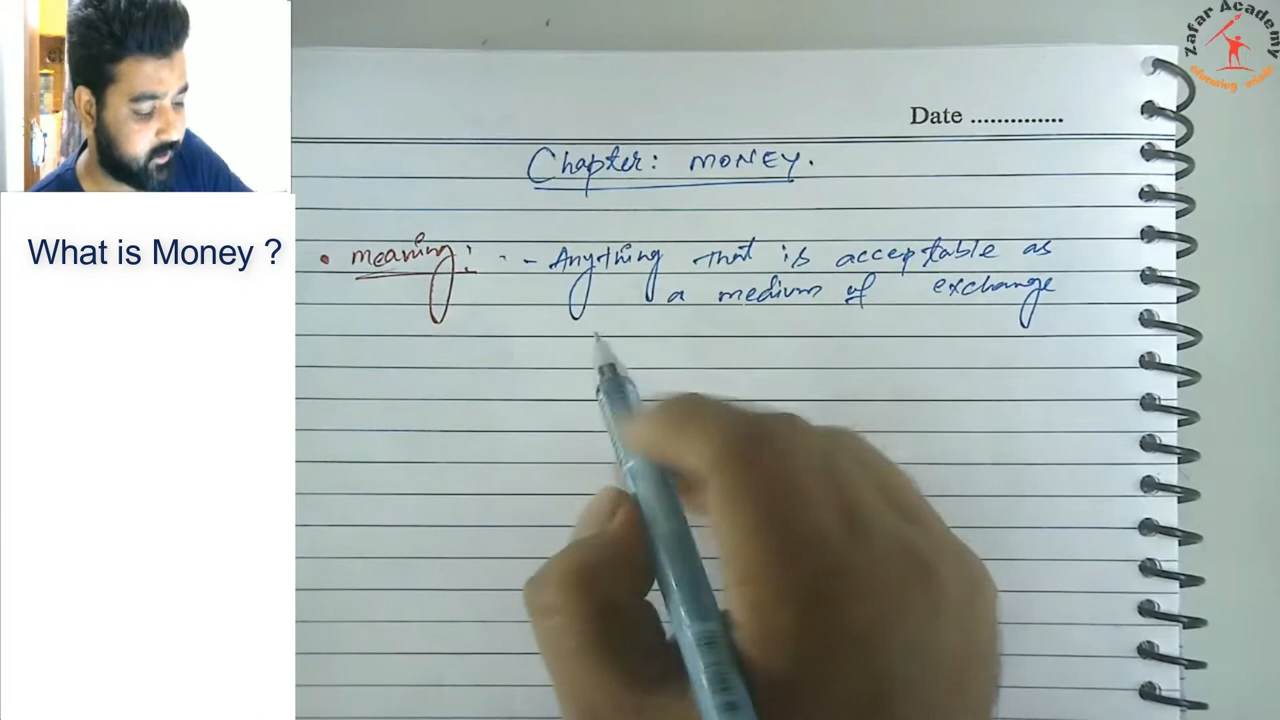 Zafar Academy
Date ..............
Chapter: MONEY.
What is Money ?
• meaning: - Anything that is acceptable as
a medium of exchange